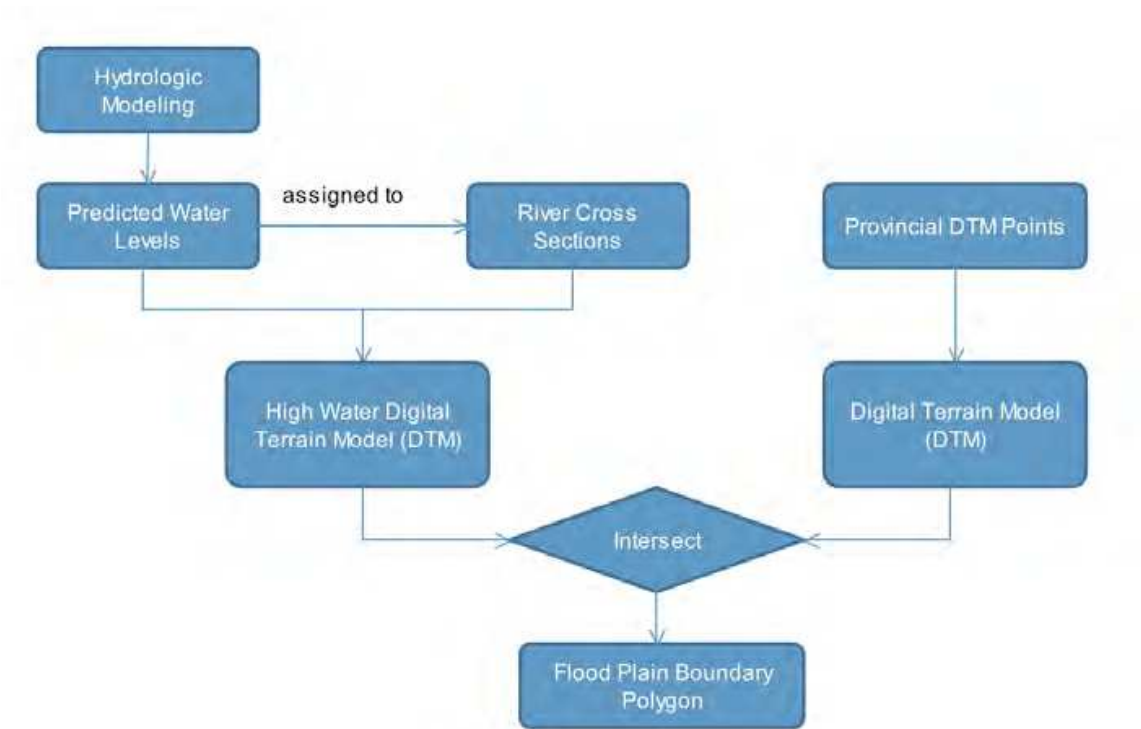 Hydrologic
Modeling
assigned to
Predicted Water
Levels
River Cross
Sections
Provincial DTM Points
High Water Digital
Terrain Model (DTM)
Digital Terrain Model
(DTM)
Intersect
Flood Plain Boundary
Polygon